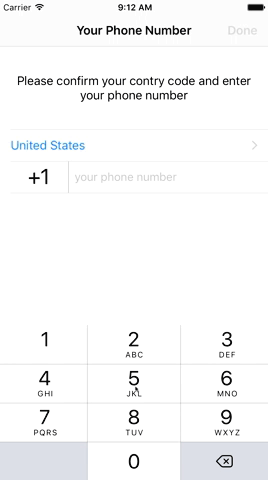 Carrier 9:12 AM
Your Phone Number Done
Please confirm your contry code and enter
your phone number
United States
+1 your phone number
1 2 3
ABC DEF
4 5 6
GHI JKL MNO
7 8 9
PQRS TUV WXYZ
0